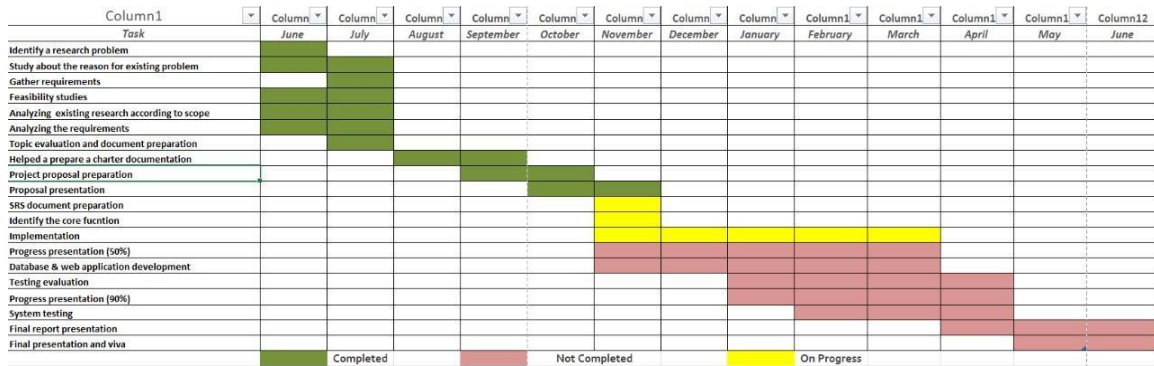 Column1 Column Column Column Column Column Column Column Column Column1 Column1 Column1 Column1 Column12
Task June July August September October November December January February March April May June
Identify a research problem
Study about the reason for existing problem
Gather requirements
Feasibility studies
Analyzing existing research according to scope
Analyzing the requirements
Topic evaluation and document preparation
Helped a prepare a charter documentation
Project proposal preparation
Proposal presentation
SRS document preparation
Identify the core fucntion
Implementation
Progress presentation (50%)
Database & web application development
Testing evaluation
Progress presentation (90%)
System testing
Final report presentation
Final presentation and viva
Completed Not Completed On Progress